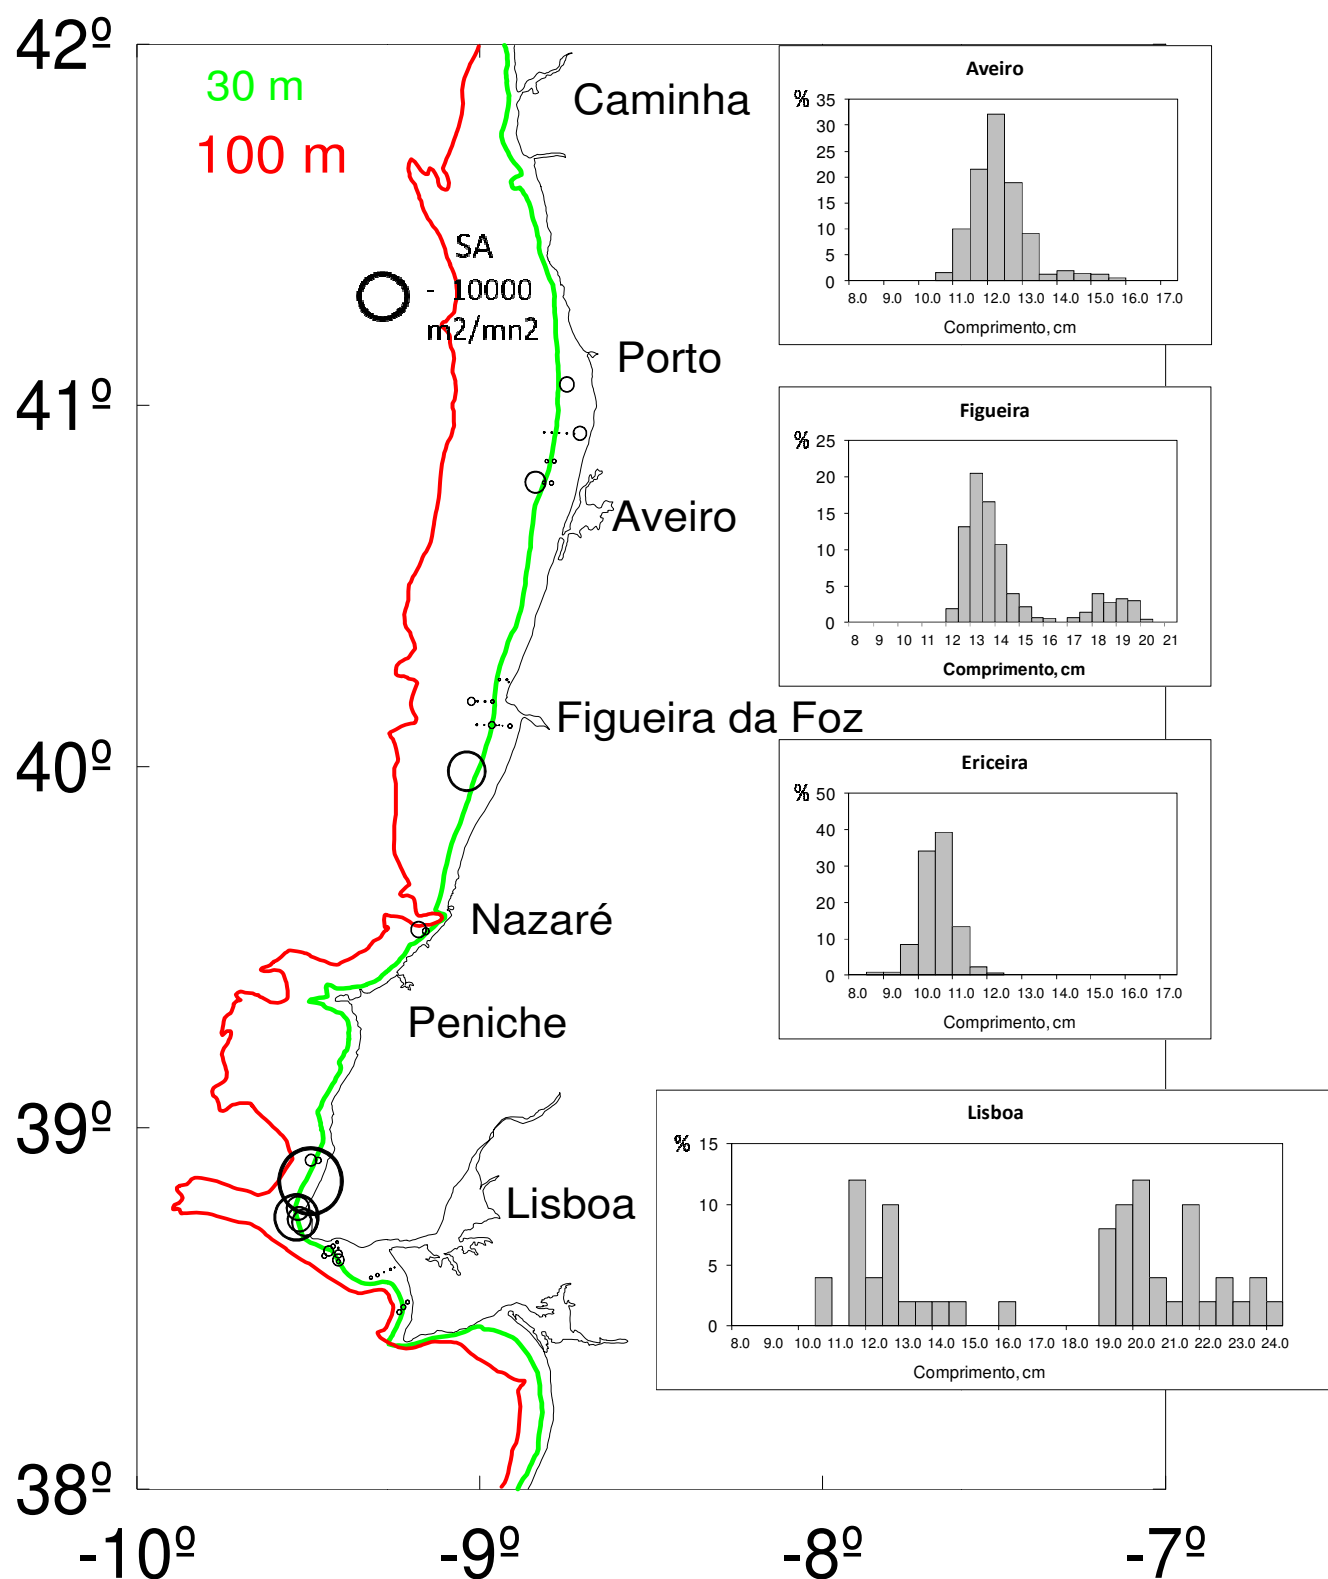 42º
30 m
100 m
Caminha
SA
- 10000
m2/mn2
Porto
41º
Aveiro
Figueira da Foz
40º
Nazaré
Peniche
39º
Lisboa
38º
-10º -9º -8º -7º
Aveiro
%
35
30
25
20
15
10
5
0
8.0 9.0 10.0 11.0 12.0 13.0 14.0 15.0 16.0 17.0
Comprimento, cm
Figueira
%
25
20
15
10
5
0
8 9 10 11 12 13 14 15 16 17 18 19 20 21
Comprimento, cm
Ericeira
%
50
40
30
20
10
0
8.0 9.0 10.0 11.0 12.0 13.0 14.0 15.0 16.0 17.0
Comprimento, cm
Lisboa
%
15
10
5
0
8.0 9.0 10.0 11.0 12.0 13.0 14.0 15.0 16.0 17.0 18.0 19.0 20.0 21.0 22.0 23.0 24.0
Comprimento, cm